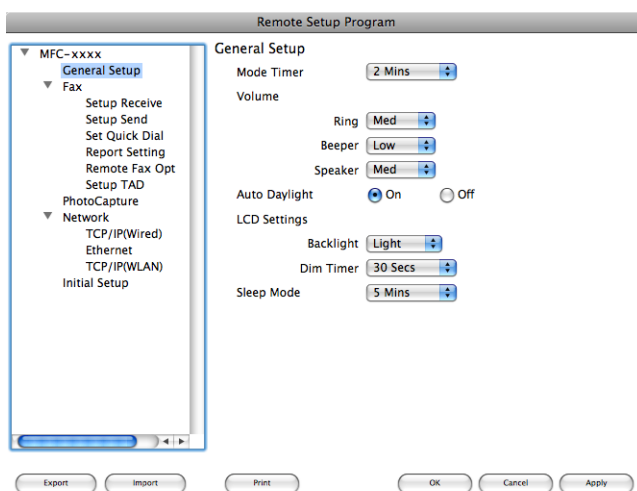 Remote Setup Program
MFC-xxxx
General Setup
Fax
Setup Receive
Setup Send
Set Quick Dial
Report Setting
Remote Fax Opt
Setup TAD
PhotoCapture
Network
TCP/IP(Wired)
Ethernet
TCP/IP(WLAN)
Initial Setup
General Setup
Mode Timer 2 Mins
Volume
Ring Med
Beeper Low
Speaker Med
Auto Daylight On Off
LCD Settings
Backlight Light
Dim Timer 30 Secs
Sleep Mode 5 Mins
Export Import Print OK Cancel Apply